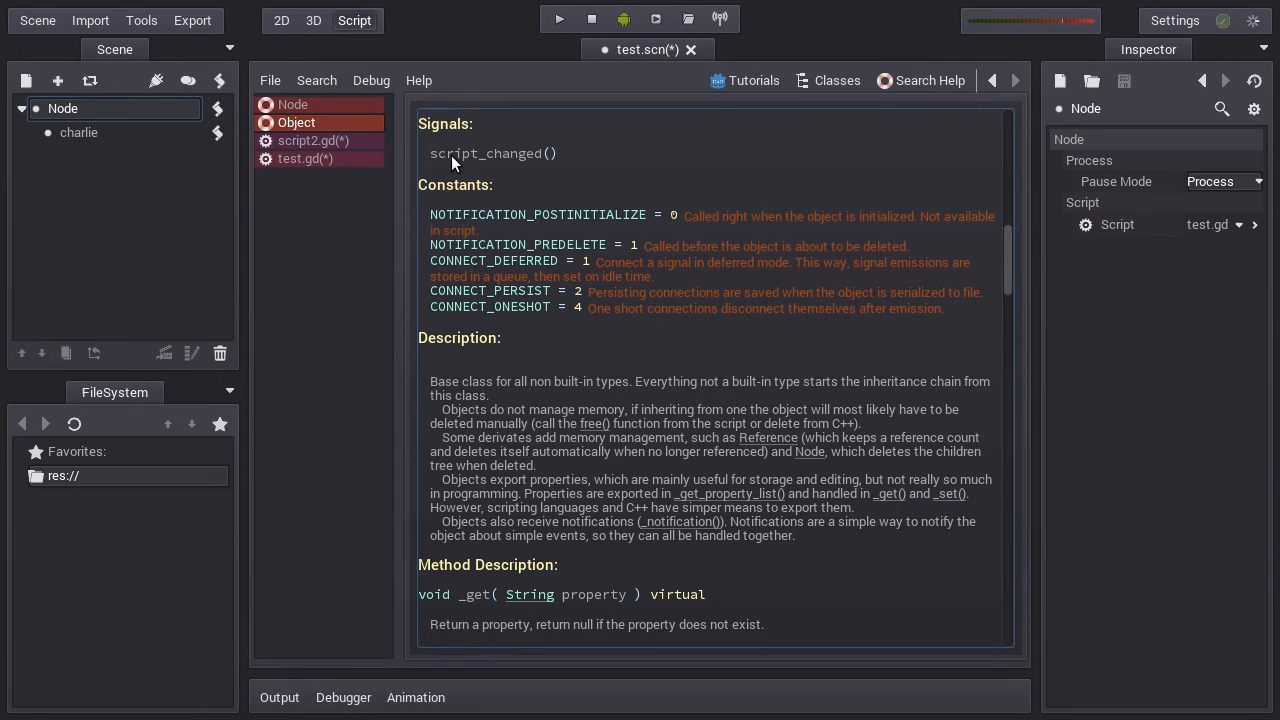 Scene Import Tools Export 2D 3D Script Settings
Scene
test.scn(*)
Inspector
File Search Debug Help Tutorials Classes Search Help
Node
charlie
Node
Object
script2.gd(*)
test.gd(*)
Signals:
script_changed()
Constants:
NOTIFICATION_POSTINITIALIZE = 0 Called right when the object is initialized. Not available
in script.
NOTIFICATION_PREDELETE = 1 Called before the object is about to be deleted.
CONNECT_DEFERRED = 1 Connect a signal in deferred mode. This way, signal emissions are
stored in a queue, then set on idle time.
CONNECT_PERSIST = 2 Persisting connections are saved when the object is serialized to file.
CONNECT_ONESHOT = 4 One short connections disconnect themselves after emission.
Description:
Base class for all non built-in types. Everything not a built-in type starts the inheritance chain from
this class.
Objects do not manage memory, if inheriting from one the object will most likely have to be
deleted manually (call the free() function from the script or delete from C++).
Some derivates add memory management, such as Reference (which keeps a reference count
and deletes itself automatically when no longer referenced) and Node, which deletes the children
tree when deleted.
Objects export properties, which are mainly useful for storage and editing, but not really so much
in programming. Properties are exported in _get_property_list() and handled in _get() and _set().
However, scripting languages and C++ have simper means to export them.
Objects also receive notifications (_notification()). Notifications are a simple way to notify the
object about simple events, so they can all be handled together.
Method Description:
void _get( String property ) virtual
Return a property, return null if the property does not exist.
Node
Node
Process
Pause Mode Process
Script
Script test.gd
FileSystem
Favorites:
res://
Output Debugger Animation